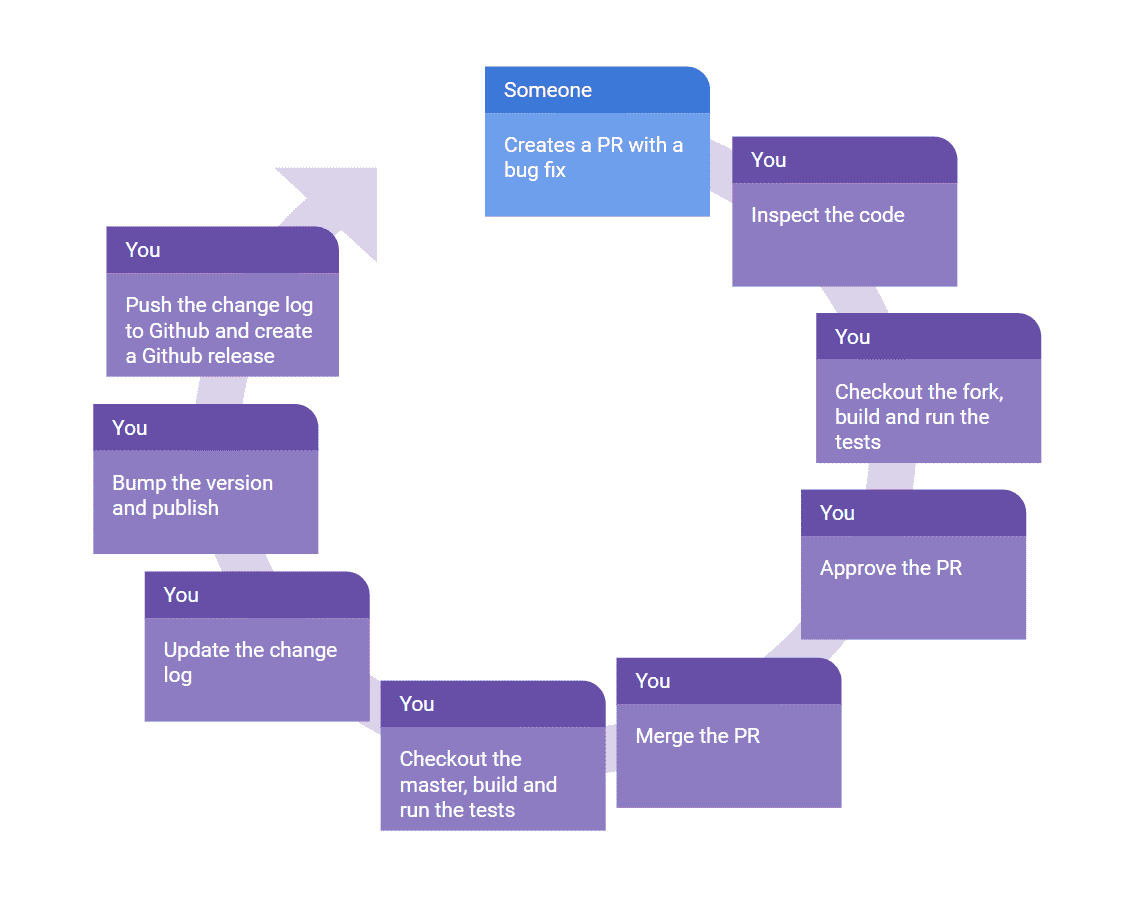 Someone
Creates a PR with a
bug fix
You
Inspect the code
You
Checkout the fork,
build and run the
tests
You
Approve the PR
You
Merge the PR
You
Checkout the
master, build and
run the tests
You
Update the change
log
You
Bump the version
and publish
You
Push the change log
to Github and create
a Github release